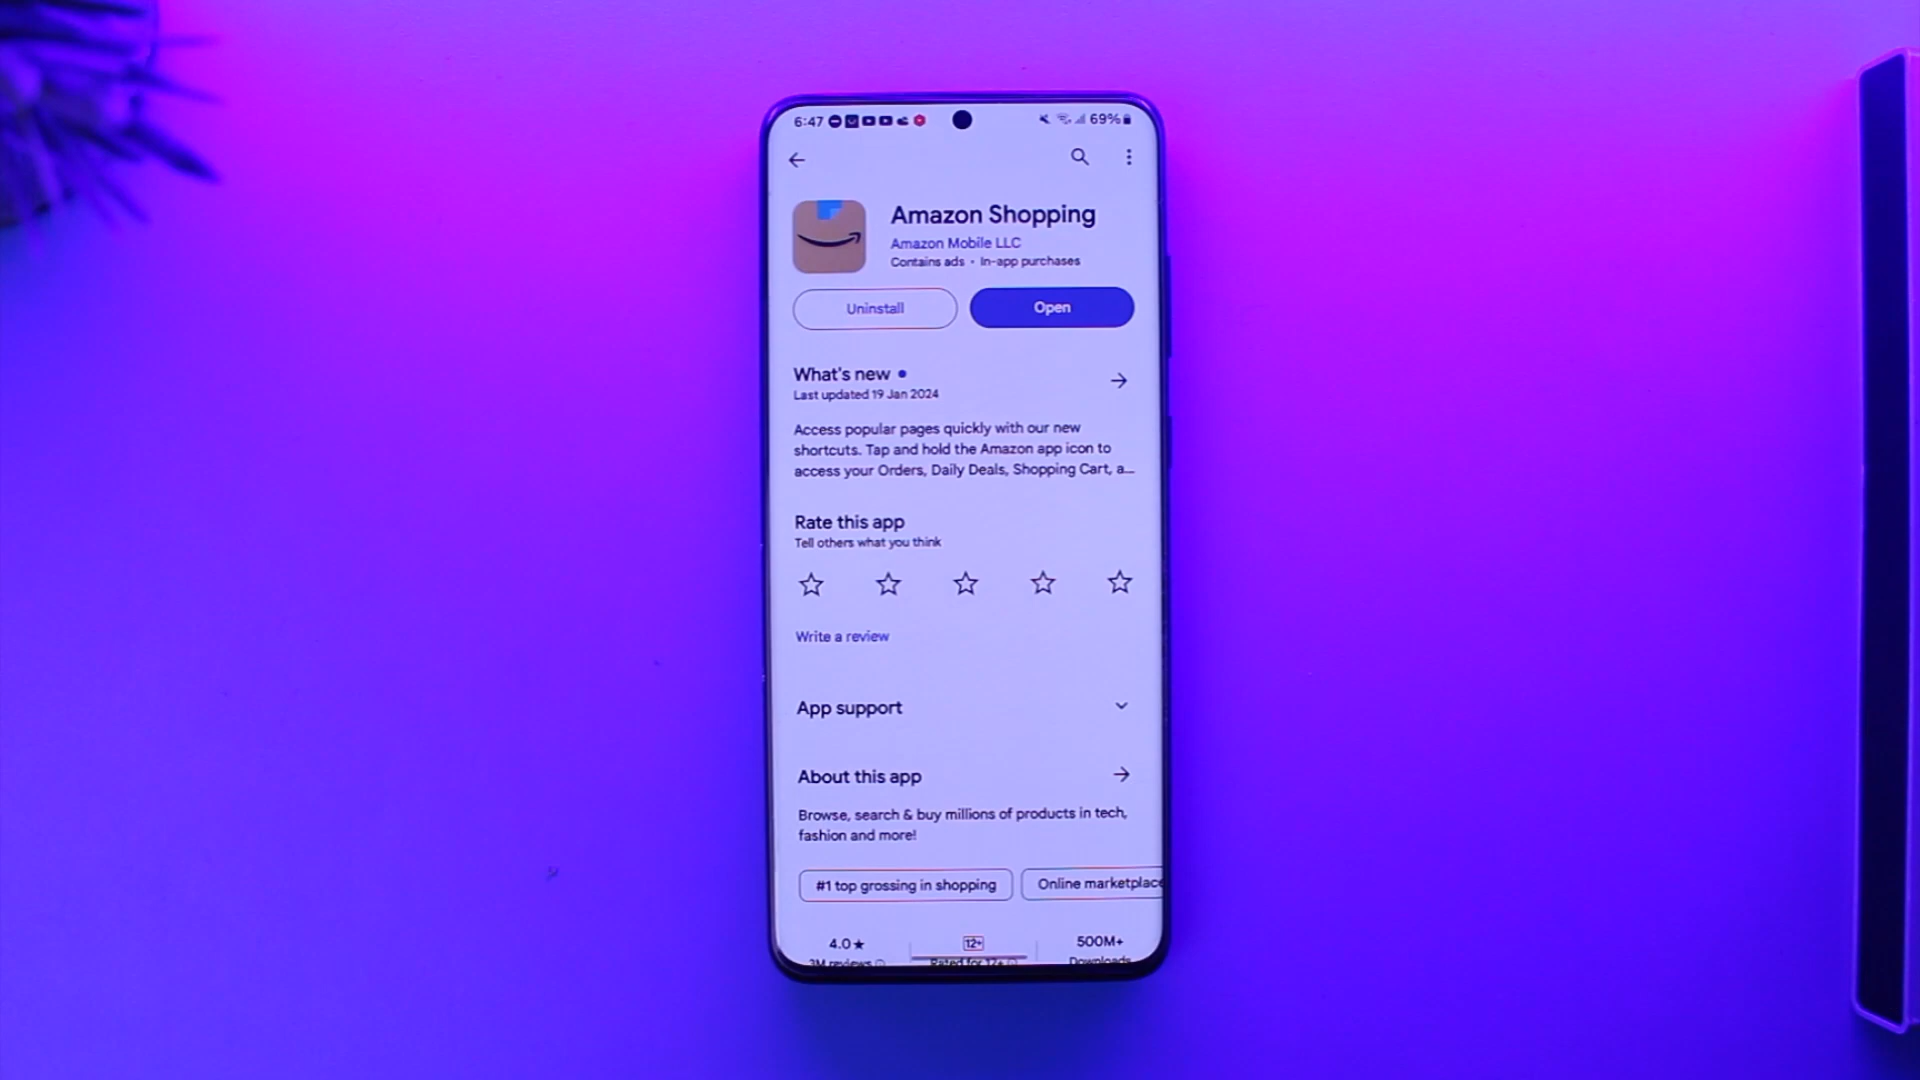 6:47
69%
Amazon Shopping
Amazon Mobile LLC
Contains ads • In-app purchases
Uninstall
Open
What's new
Last updated 19 Jan 2024
Access popular pages quickly with our new
shortcuts. Tap and hold the Amazon app icon to
access your Orders, Daily Deals, Shopping Cart, a...
Rate this app
Tell others what you think
Write a review
App support
About this app
Browse, search & buy millions of products in tech,
fashion and more!
#1 top grossing in shopping
Online marketplace
4.0★
12+
500M+
3M reviews
Rated for 12+
Downloads